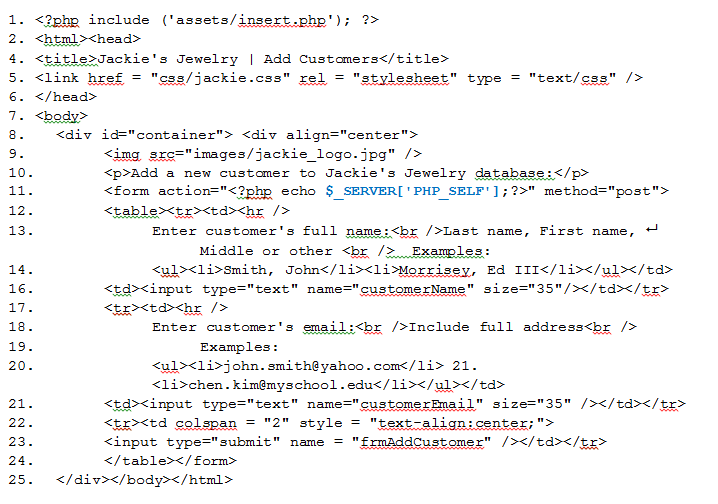 1. <?php include ('assets/insert.php'); ?>
2. <html><head>
4. <title>Jackie's Jewelry | Add Customers</title>
5. <link href = "css/jackie.css" rel = "stylesheet" type = "text/css" />
6. </head>
7. <body>
8. <div id="container"> <div align="center">
9. <img src="images/jackie_logo.jpg" />
10. <p>Add a new customer to Jackie's Jewelry database:</p>
11. <form action="<?php echo $_SERVER['PHP_SELF'];?>" method="post">
12. <table><tr><td><hr />
13. Enter customer's full name:<br />Last name, First name, ↵
Middle or other <br /> Examples:
14. <ul><li>Smith, John</li><li>Morrisey, Ed III</li></ul></td>
16. <td><input type="text" name="customerName" size="35"/></td></tr>
17. <tr><td><hr />
18. Enter customer's email:<br />Include full address<br />
19. Examples:
20. <ul><li>john.smith@yahoo.com</li> 21.
<li>chen.kim@myschool.edu</li></ul></td>
21. <td><input type="text" name="customerEmail" size="35" /></td></tr>
22. <tr><td colspan = "2" style = "text-align:center;">
23. <input type="submit" name = "frmAddCustomer" /></td></tr>
24. </table></form>
25. </div></body></html>